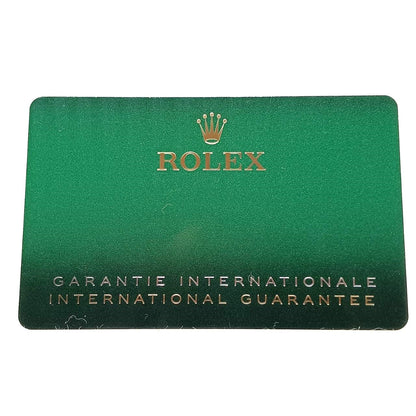 ROLEX
GARANTIE INTERNATIONALE
INTERNATIONAL GUARANTEE